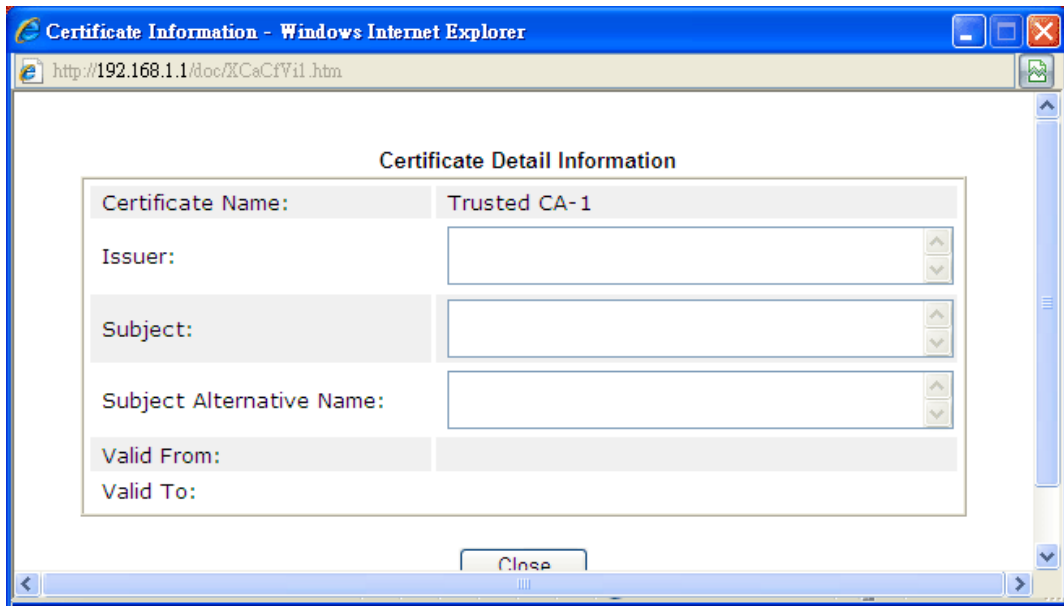 Certificate Information - Windows Internet Explorer
http://192.168.1.1/doc/XCaCfVi1.htm
Certificate Detail Information
Certificate Name: Trusted CA-1
Issuer:
Subject:
Subject Alternative Name:
Valid From:
Valid To:
Close